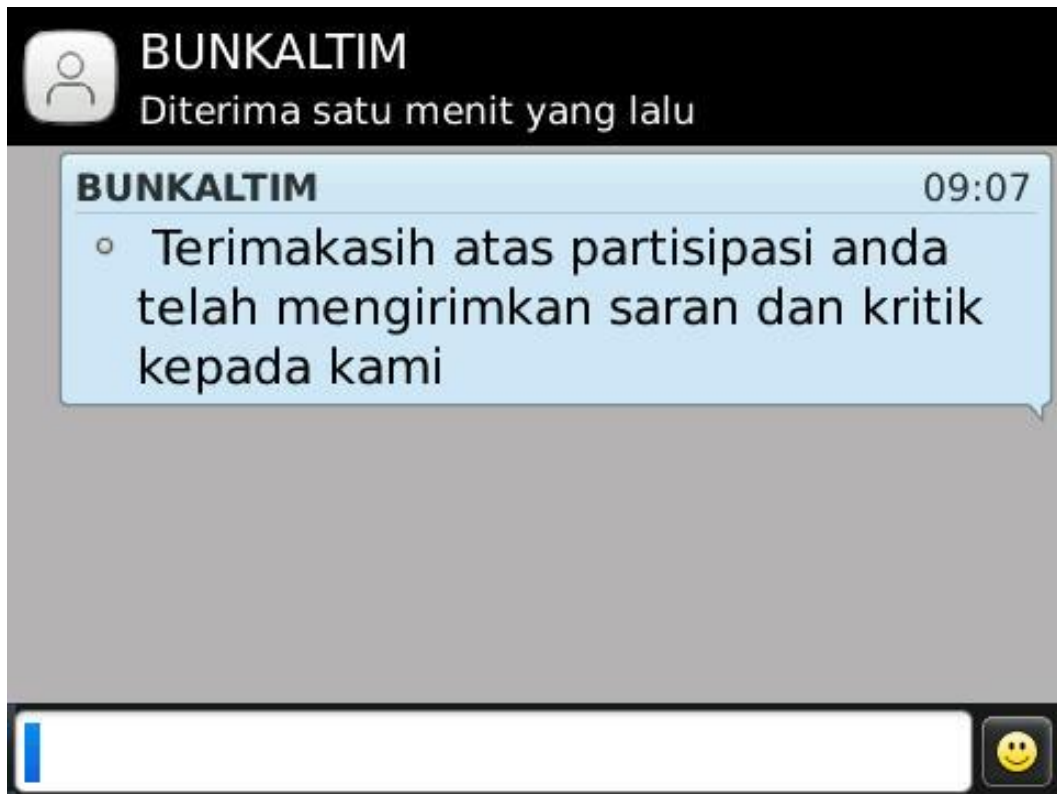 BUNKALTIM
Diterima satu menit yang lalu
BUNKALTIM 09:07
Terimakasih atas partisipasi anda
telah mengirimkan saran dan kritik
kepada kami